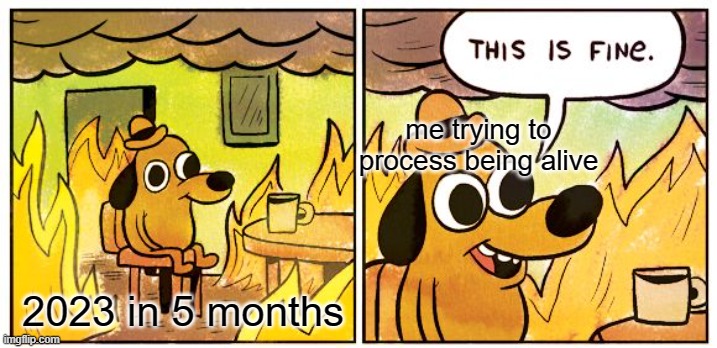 2023 in 5 months
THIS IS FINE.
me trying to
process being alive
imgflip.com